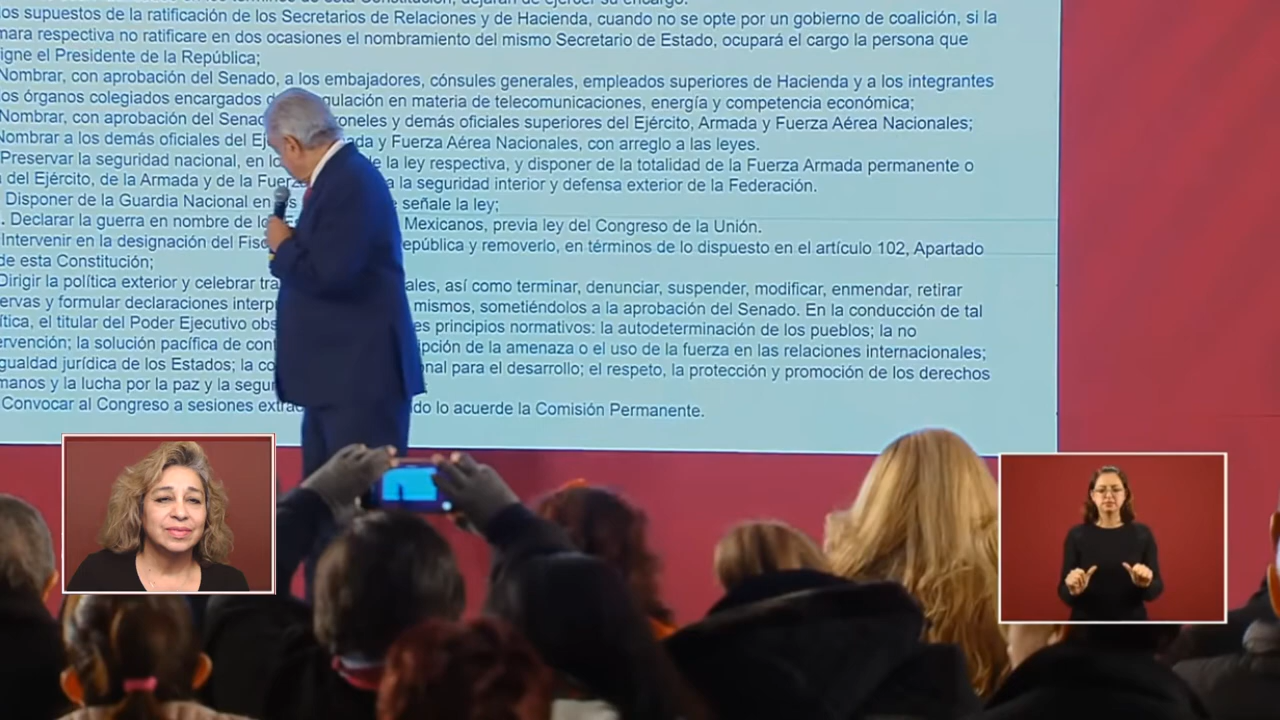 os supuestos de la ratificación de los Secretarios de Relaciones y de Hacienda, cuando no se opte por un gobierno de coalición, si la
mara respectiva no ratificare en dos ocasiones el nombramiento del mismo Secretario de Estado, ocupará el cargo la persona que
igne el Presidente de la República;
Nombrar, con aprobación del Senado, a los embajadores, cónsules generales, empleados superiores de Hacienda y a los integrantes
os órganos colegiados encargados gulación en materia de telecomunicaciones, energía y competencia económica;
Nombrar, con aprobación del Senad roneles y demás oficiales superiores del Ejército, Armada y Fuerza Aérea Nacionales;
Nombrar a los demás oficiales del Ej da y Fuerza Aérea Nacionales, con arreglo a las leyes.
Preservar la seguridad nacional, en lo de la ley respectiva, y disponer de la totalidad de la Fuerza Armada permanente o
del Ejército, de la Armada y de la Fuerz a la seguridad interior y defensa exterior de la Federación.
Disponer de la Guardia Nacional en señale la ley;
. Declarar la guerra en nombre de los Mexicanos, previa ley del Congreso de la Unión.
Intervenir en la designación del Fisc epública y removerlo, en términos de lo dispuesto en el artículo 102, Apartado
de esta Constitución;
Dirigir la política exterior y celebrar tra ales, así como terminar, denunciar, suspender, modificar, enmendar, retirar
ervas y formular declaraciones interp mismos, sometiéndolos a la aprobación del Senado. En la conducción de tal
ítica, el titular del Poder Ejecutivo obs es principios normativos: la autodeterminación de los pueblos; la no
ervención; la solución pacífica de con ipción de la amenaza o el uso de la fuerza en las relaciones internacionales;
gualdad jurídica de los Estados; la co onal para el desarrollo; el respeto, la protección y promoción de los derechos
manos y la lucha por la paz y la segur
Convocar al Congreso a sesiones extrac do lo acuerde la Comisión Permanente.